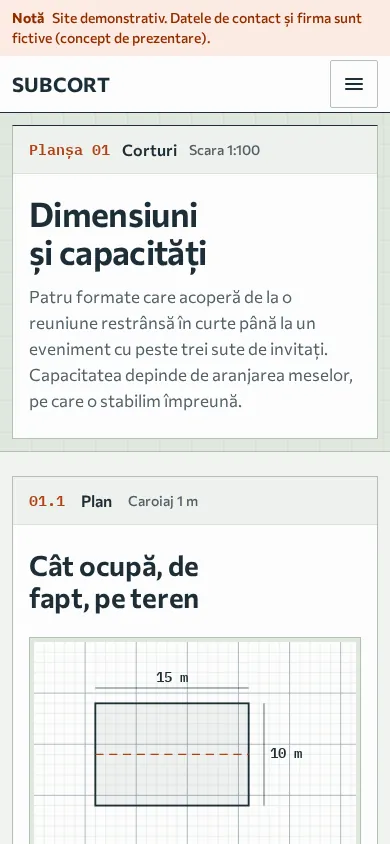 Notă Site demonstrativ. Datele de contact și firma sunt
fictive (concept de prezentare).
SUBCORT
Planșa 01 Corturi Scara 1:100
Dimensiuni
și capacități
Patru formate care acoperă de la o
reuniune restrânsă în curte până la un
eveniment cu peste trei sute de invitați.
Capacitatea depinde de aranjarea meselor,
pe care o stabilim împreună.
01.1 Plan Caroiaj 1 m
Cât ocupă, de
fapt, pe teren
15 m
10 m